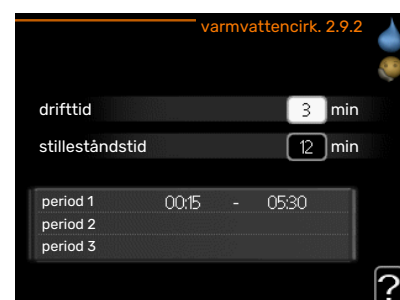 varmvattencirk. 2.9.2
drifttid 3 min
stilleståndstid 12 min
period 1 00:15 - 05:30
period 2
period 3
?